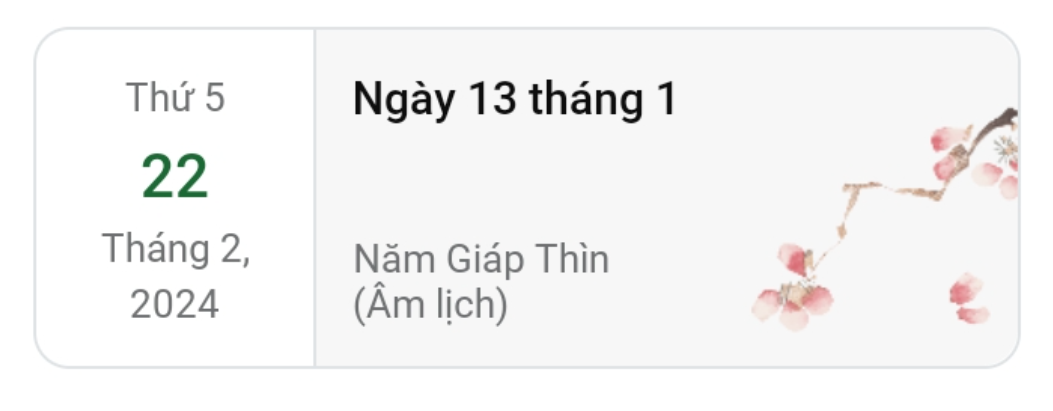 Thứ 5
22
Tháng 2,
2024
Ngày 13 tháng 1
Năm Giáp Thìn
(Âm lịch)